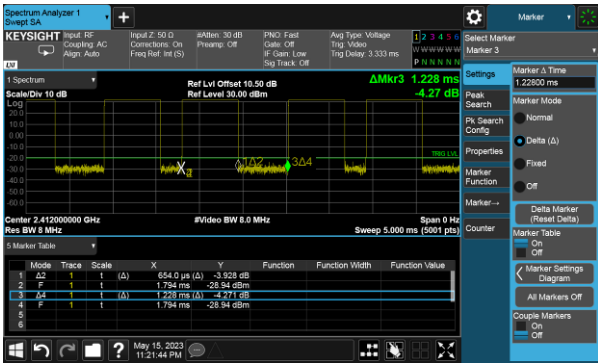 Spectrum Analyzer 1
Swept SA
+
Marker
KEYSIGHT Input: RF
Coupling: AC
Align: Auto
Input Z: 50 Ω
Corrections: On
Freq Ref: Int (S)
#Atten: 30 dB
Preamp: Off
PNO: Fast
Gate: Off
IF Gain: Low
Sig Track: Off
Avg Type: Voltage
Trig: Video
Trig Delay: 3.333 ms
1 2 3 4 5 6
W W W W W W
P N N N N N
LXI
Select Marker
Marker 3
1 Spectrum
Scale/Div 10 dB
Ref Lvl Offset 10.50 dB
Ref Level 30.00 dBm
ΔMkr3 1.228 ms
-4.27 dB
Log
20.0
10.0
0.00
-10.0
-20.0
-30.0
-40.0
-50.0
-60.0
TRIG LVL
X2
1Δ2
3Δ4
Center 2.412000000 GHz
Res BW 8 MHz
#Video BW 8.0 MHz
Span 0 Hz
Sweep 5.000 ms (5001 pts)
5 Marker Table
Mode Trace Scale X Y Function Function Width Function Value
1 Δ2 1 t (Δ) 654.0 µs (Δ) -3.928 dB
2 F 1 t 1.794 ms -28.94 dBm
3 Δ4 1 t (Δ) 1.228 ms (Δ) -4.271 dB
4 F 1 t 1.794 ms -28.94 dBm
5
6
Settings
Peak Search
Pk Search Config
Properties
Marker Function
Marker→
Counter
Marker Δ Time
1.22800 ms
Marker Mode
Normal
Delta (Δ)
Fixed
Off
Delta Marker
(Reset Delta)
Marker Table
On
Off
Marker Settings
Diagram
All Markers Off
Couple Markers
On
Off
?
May 15, 2023
11:21:44 PM